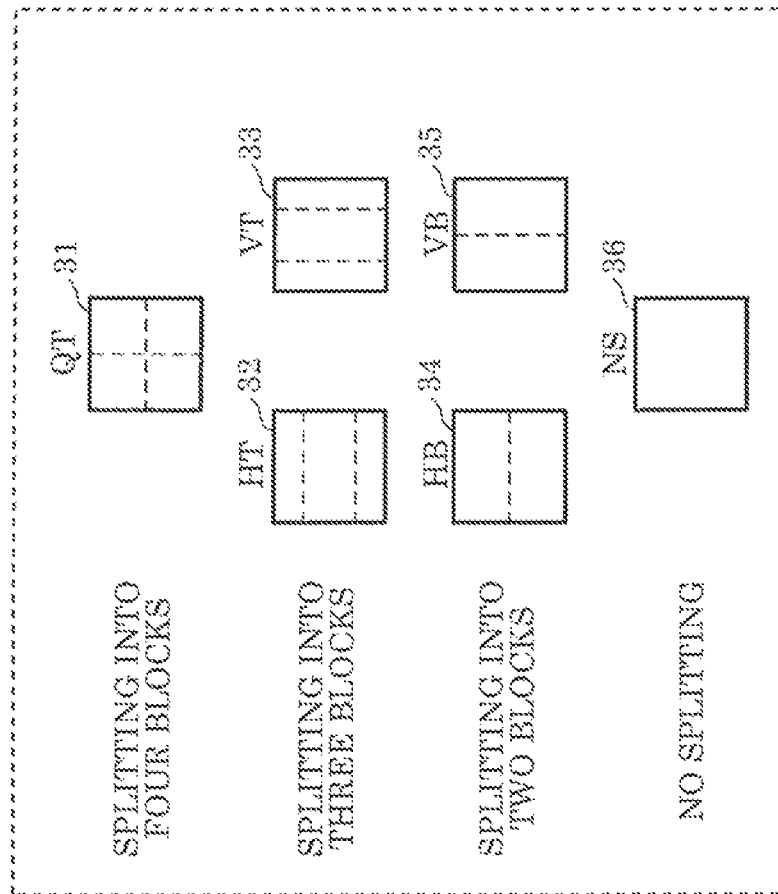 SPLITTING INTO
FOUR BLOCKS
QT
31
SPLITTING INTO
THREE BLOCKS
HT
32
VT
33
SPLITTING INTO
TWO BLOCKS
HB
34
VB
35
NO SPLITTING
NS
36